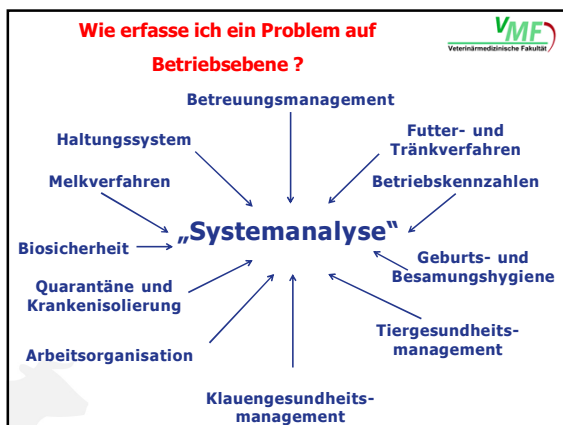 Wie erfasse ich ein Problem auf
Betriebsebene ?
VMF
Veterinärmedizinische Fakultät
Betreuungsmanagement
Haltungssystem
Futter- und
Tränkverfahren
Melkverfahren
Betriebskennzahlen
„Systemanalyse“
Biosicherheit
Geburts- und
Besamungshygiene
Quarantäne und
Krankenisolierung
Tiergesundheits-
management
Arbeitsorganisation
Klauengesundheits-
management